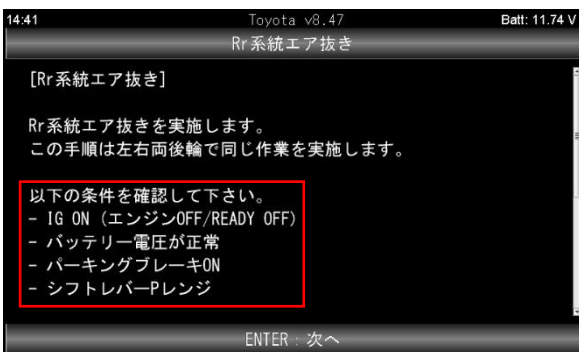 14:41 Toyota v8.47 Batt: 11.74 V
Rr系統エア抜き
[Rr系統エア抜き]
Rr系統エア抜きを実施します。
この手順は左右両後輪で同じ作業を実施します。
以下の条件を確認して下さい。
- IG ON (エンジンOFF/READY OFF)
- バッテリー電圧が正常
- パーキングブレーキON
- シフトレバーPレンジ
ENTER : 次へ